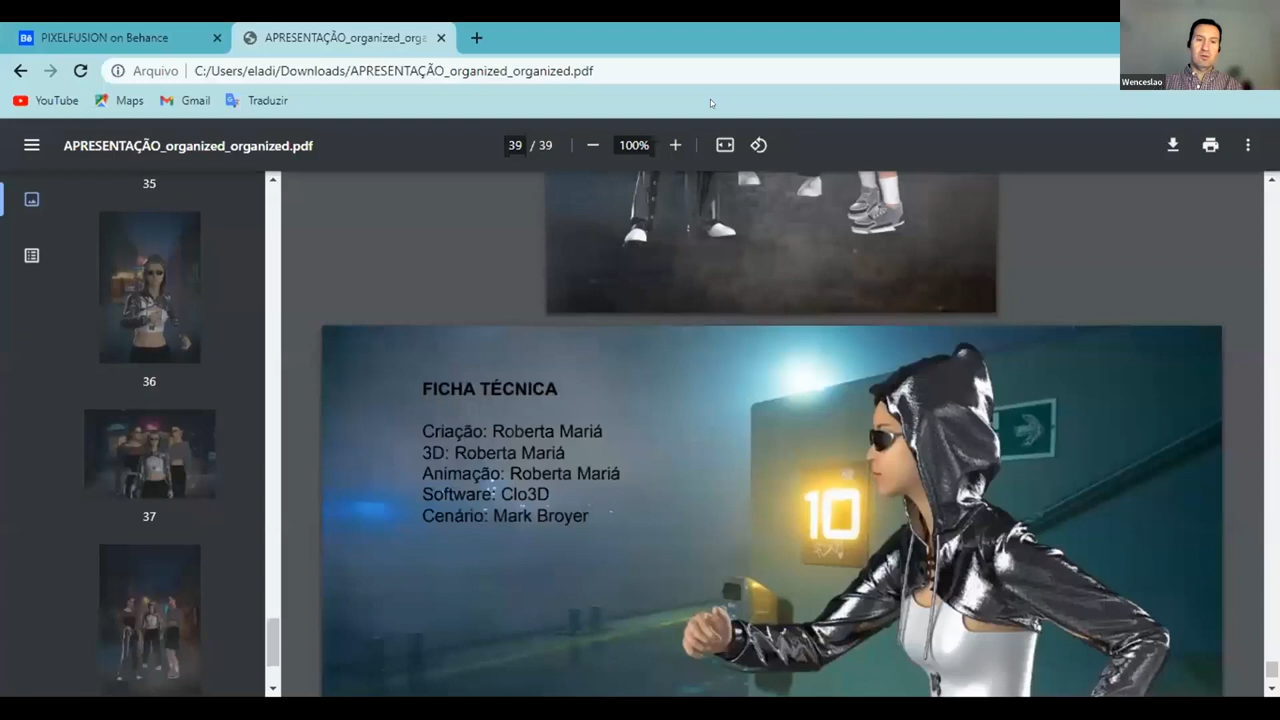 PIXELFUSION on Behance
APRESENTAÇÃO_organized_orga
Wenceslao
Arquivo
C:/Users/eladi/Downloads/APRESENTAÇÃO_organized_organized.pdf
YouTube
Maps
Gmail
Traduzir
APRESENTAÇÃO_organized_organized.pdf
39 / 39
100%
35
36
37
FICHA TÉCNICA
Criação: Roberta Mariá
3D: Roberta Mariá
Animação: Roberta Mariá
Software: Clo3D
Cenário: Mark Broyer
10